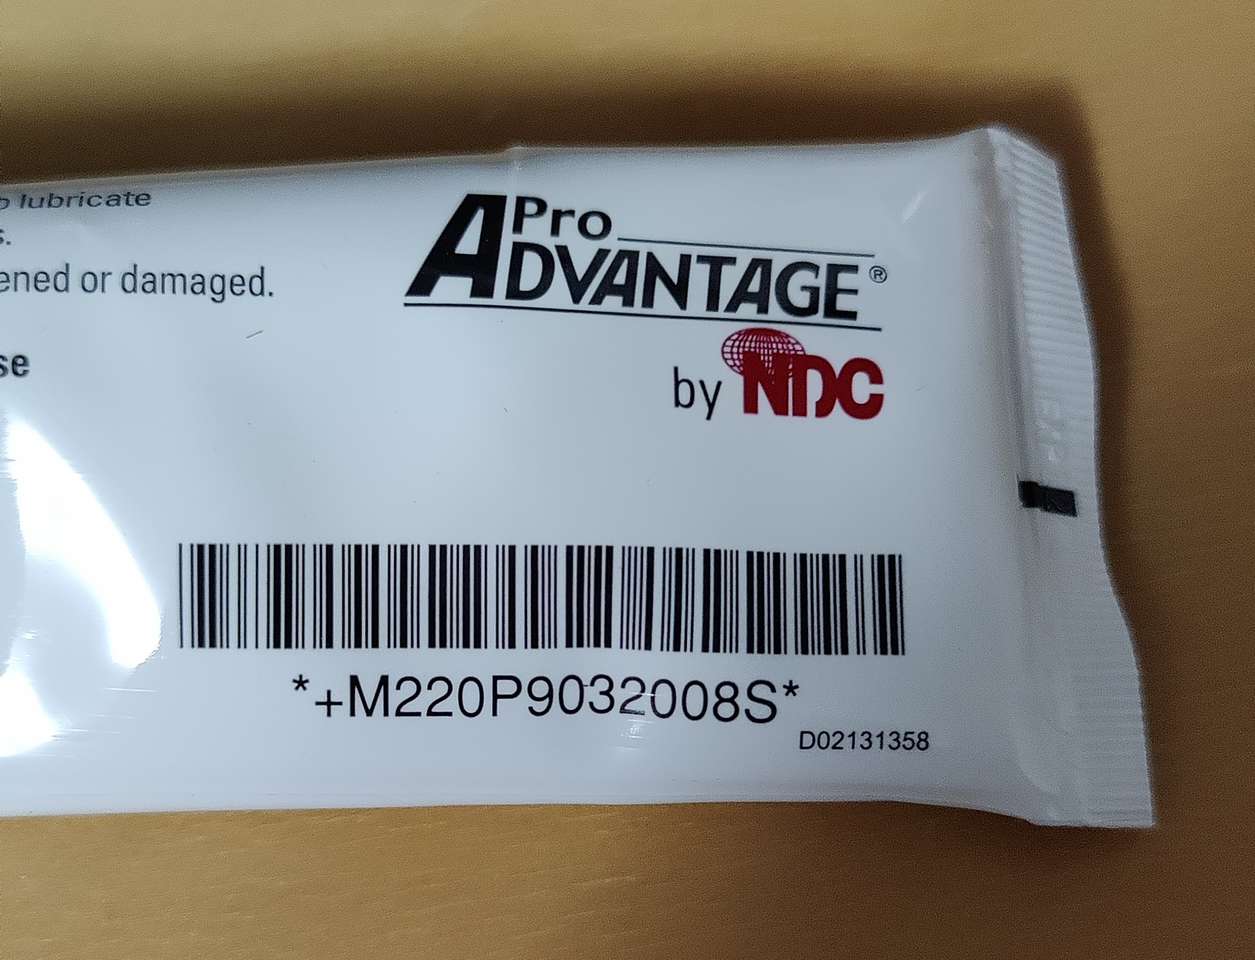 lubricate
s.
ened or damaged.
se
Pro
ADVANTAGE®
by NDC
*+M220P9032008S*
D02131358